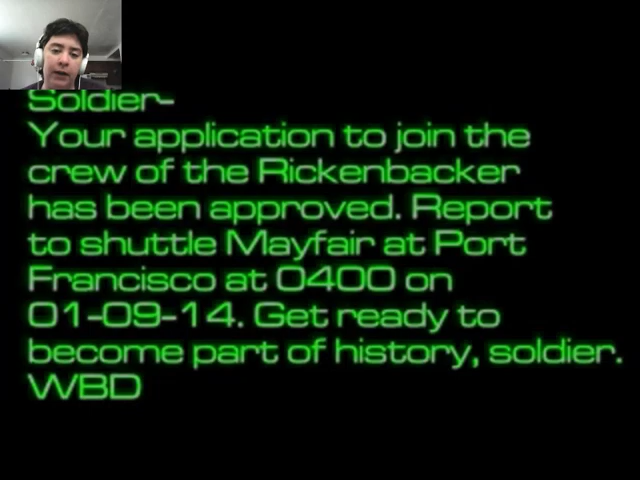 Soldier-
Your application to join the
crew of the Rickenbacker
has been approved. Report
to shuttle Mayfair at Port
Francisco at 0400 on
01-09-14. Get ready to
become part of history, soldier.
WBD